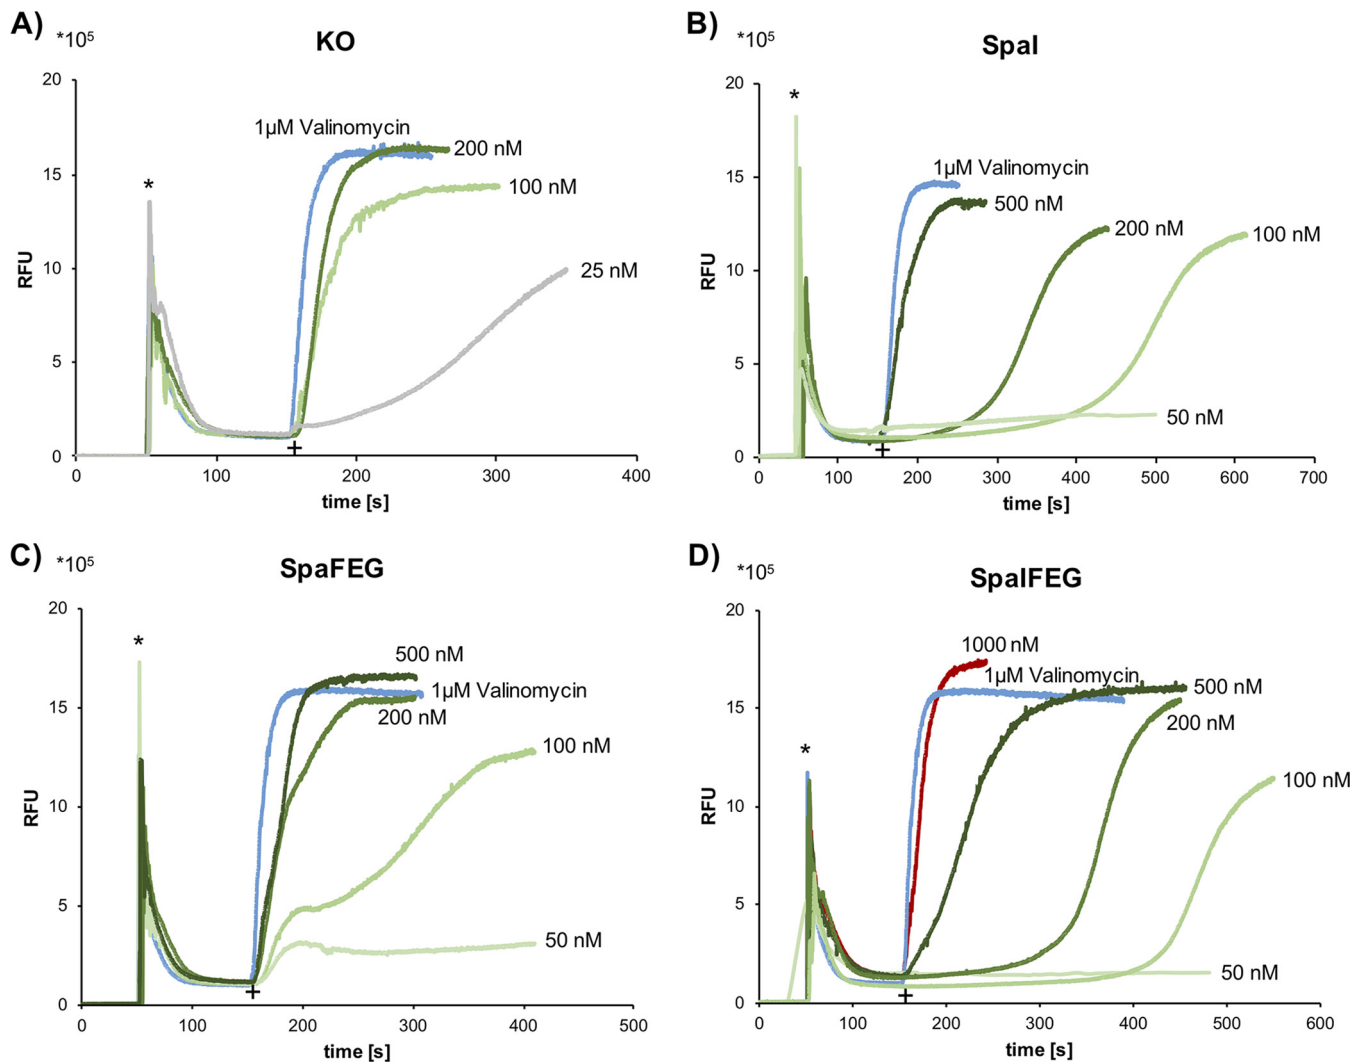 A)
*10⁵
KO
20
15
10
5
0
RFU
*
1µM Valinomycin
200 nM
100 nM
25 nM
+
0 100 200 300 400
time [s]
B)
*10⁵
SpaI
20
15
10
5
0
RFU
*
1µM Valinomycin
500 nM
200 nM
100 nM
50 nM
+
0 100 200 300 400 500 600 700
time [s]
C)
*10⁵
SpaFEG
20
15
10
5
0
RFU
*
500 nM
1µM Valinomycin
200 nM
100 nM
50 nM
+
0 100 200 300 400 500
time [s]
D)
*10⁵
SpaIFEG
20
15
10
5
0
RFU
*
1000 nM
1µM Valinomycin
500 nM
200 nM
100 nM
50 nM
+
0 100 200 300 400 500 600
time [s]